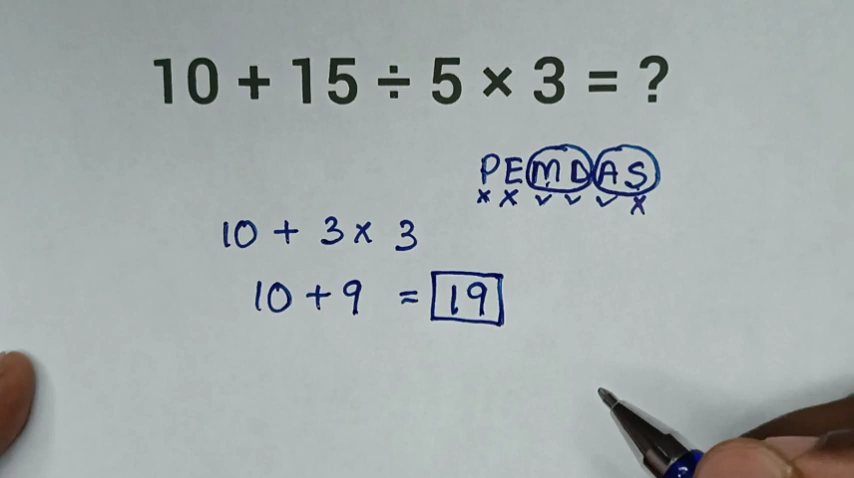 10 + 15 ÷ 5 × 3 = ?
PEMDAS
× × ✓ ✓ ✓ ×
10 + 3 × 3
10 + 9 = 19